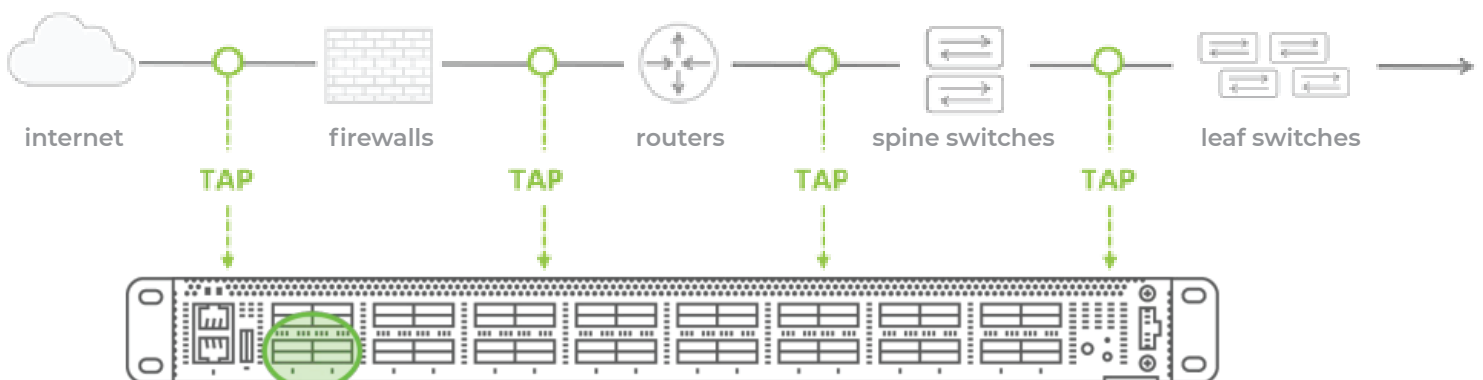 internet firewalls routers spine switches leaf switches
TAP TAP TAP TAP